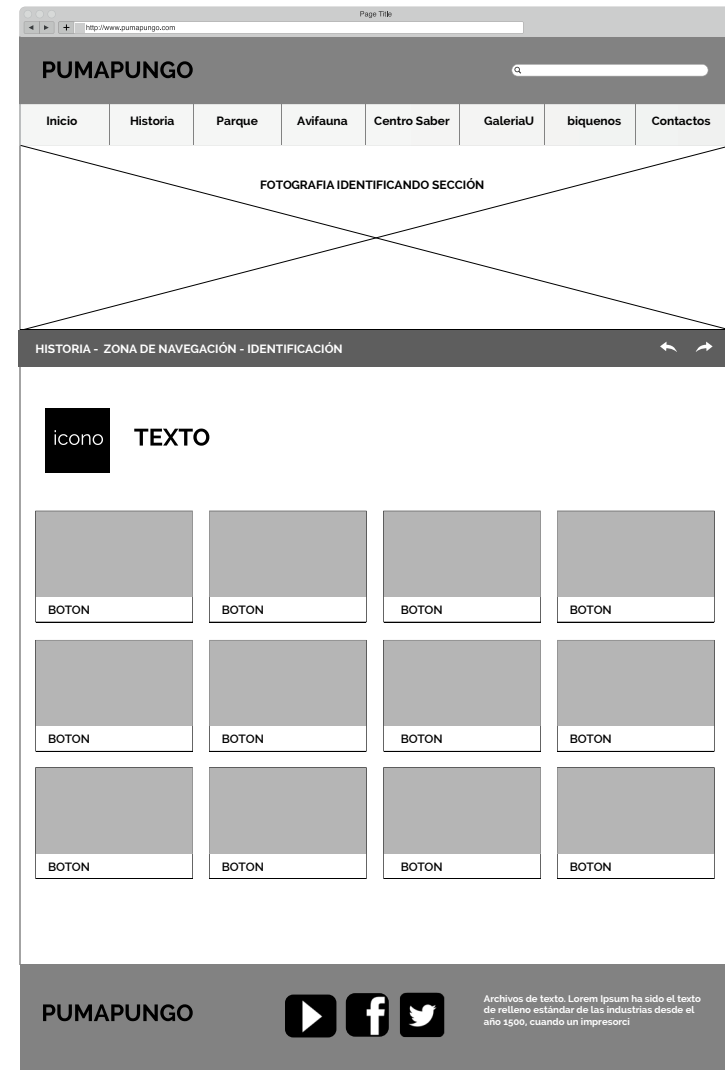 Page Title
http://www.pumapungo.com
PUMAPUNGO
Inicio Historia Parque Avifauna Centro Saber GaleriaU biquenos Contactos
FOTOGRAFIA IDENTIFICANDO SECCIÓN
HISTORIA - ZONA DE NAVEGACIÓN - IDENTIFICACIÓN
icono TEXTO
BOTON BOTON BOTON BOTON
BOTON BOTON BOTON BOTON
BOTON BOTON BOTON BOTON
PUMAPUNGO
Archivos de texto. Lorem Ipsum ha sido el texto
de relleno estándar de las industrias desde el
año 1500, cuando un impresorci